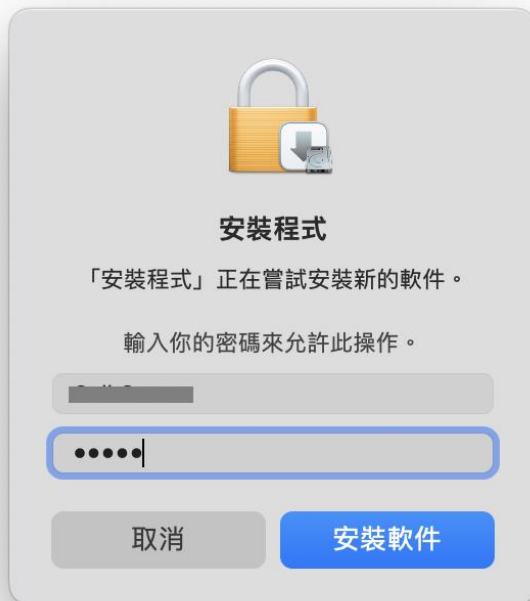 安裝程式
「安裝程式」正在嘗試安裝新的軟件。
輸入你的密碼來允許此操作。
•••••
取消
安裝軟件